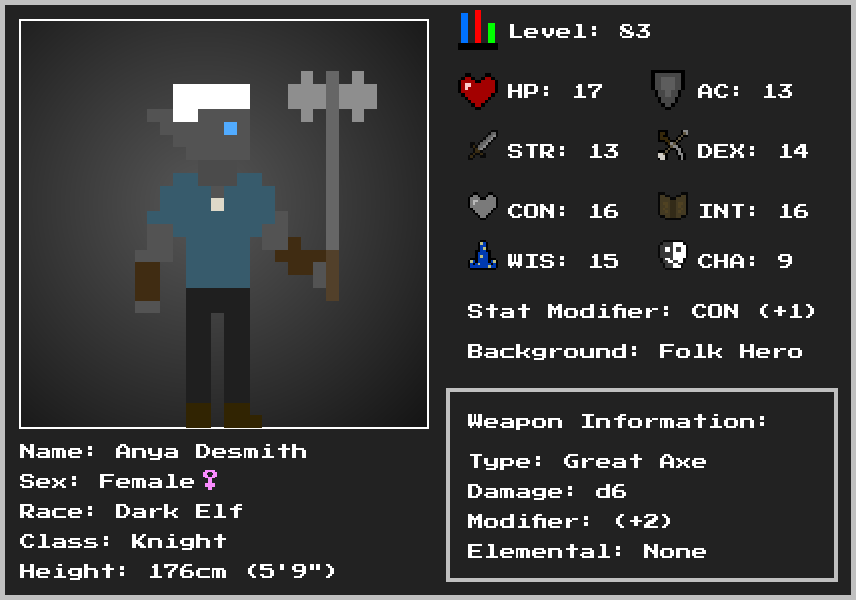 Level: 83
HP: 17 AC: 13
STR: 13 DEX: 14
CON: 16 INT: 16
WIS: 15 CHA: 9
Stat Modifier: CON (+1)
Background: Folk Hero
Weapon Information:
Type: Great Axe
Damage: d6
Modifier: (+2)
Elemental: None
Name: Anya Desmith
Sex: Female♀
Race: Dark Elf
Class: Knight
Height: 176cm (5'9")